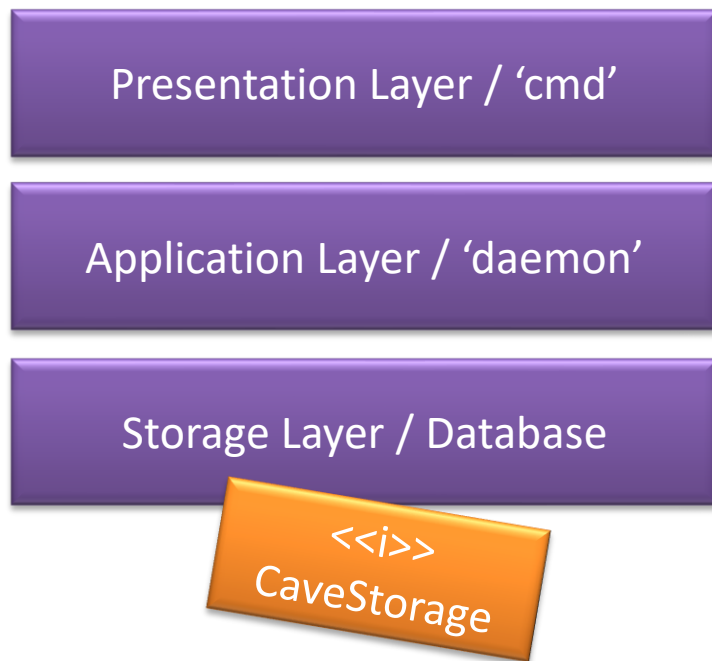 Presentation Layer / ‘cmd’
Application Layer / ‘daemon’
Storage Layer / Database
<<i>>
CaveStorage